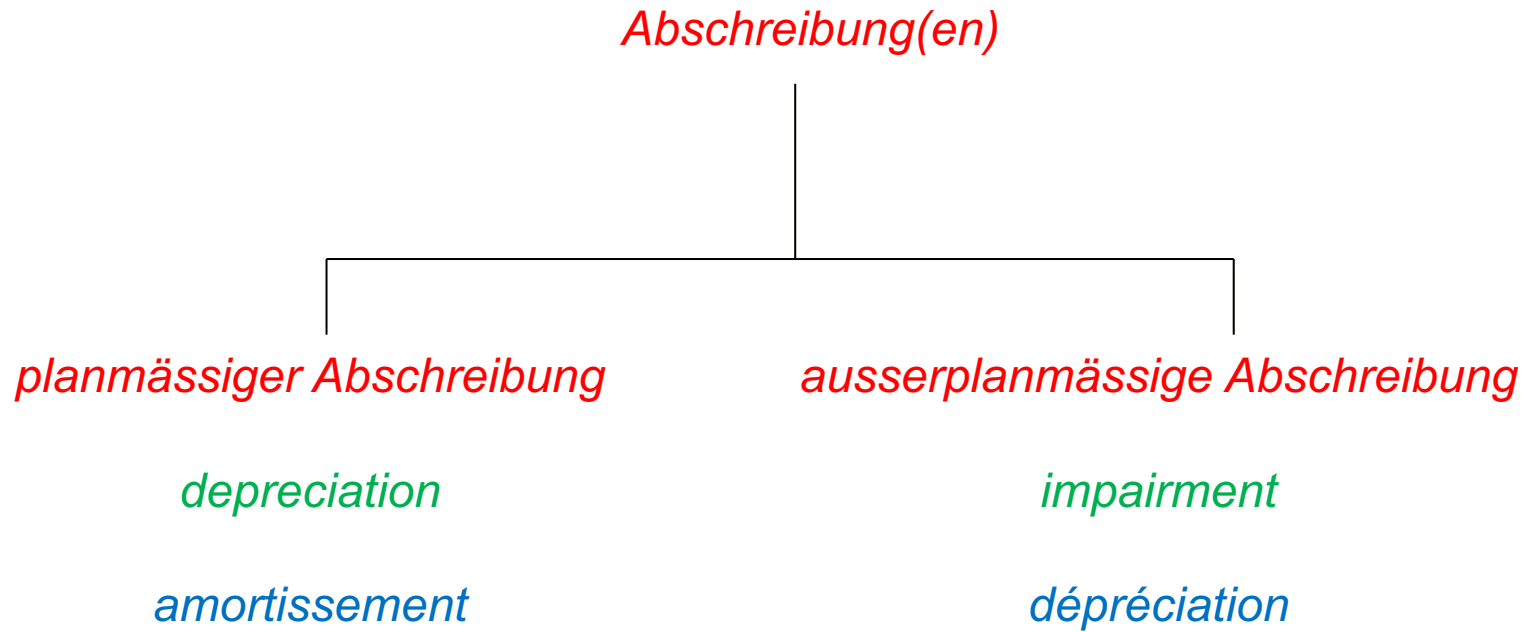 Abschreibung(en)
planmässiger Abschreibung
ausserplanmässige Abschreibung
depreciation
impairment
amortissement
dépréciation